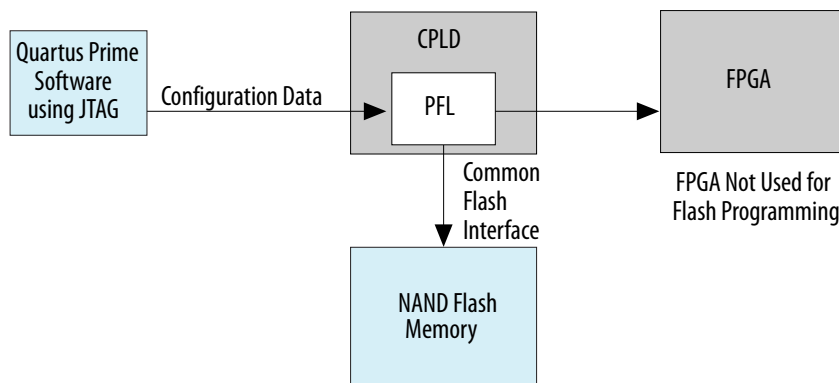 Quartus Prime
Software
using JTAG
Configuration Data
CPLD
PFL
FPGA
FPGA Not Used for
Flash Programming
Common
Flash
Interface
NAND Flash
Memory